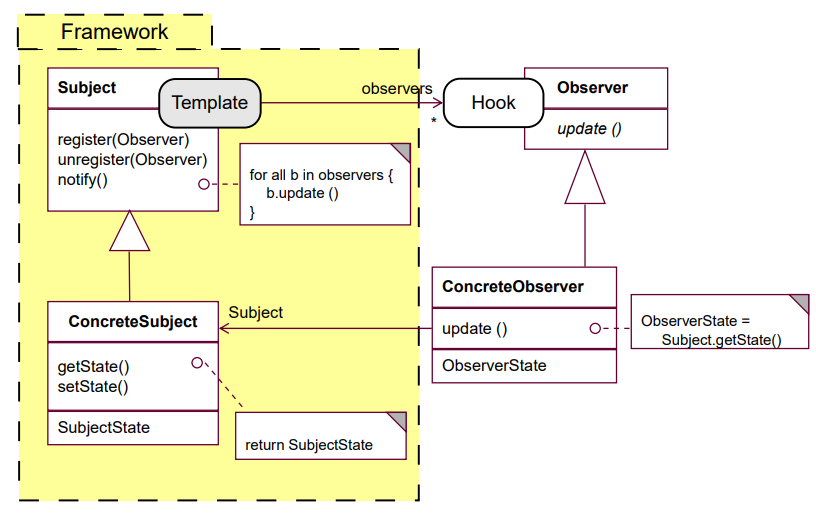 Framework
Subject
Template
observers
*
Hook
Observer
update ()
register(Observer)
unregister(Observer)
notify()
for all b in observers {
b.update ()
}
ConcreteSubject
Subject
ConcreteObserver
update ()
ObserverState
ObserverState =
Subject.getState()
getState()
setState()
SubjectState
return SubjectState